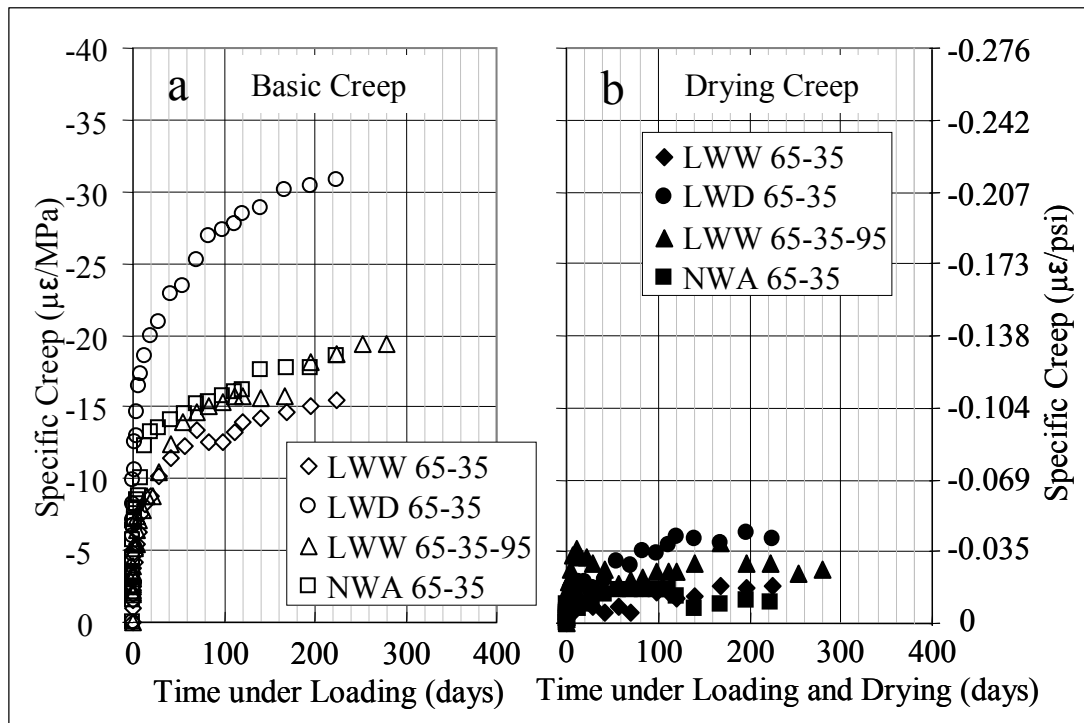 a
Basic Creep
Specific Creep (με/MPa)
-40
-35
-30
-25
-20
-15
-10
-5
0
LWW 65-35
LWD 65-35
LWW 65-35-95
NWA 65-35
0
100
200
300
400
Time under Loading (days)
b
Drying Creep
LWW 65-35
LWD 65-35
LWW 65-35-95
NWA 65-35
-0.276
-0.242
-0.207
-0.173
-0.138
-0.104
-0.069
-0.035
0.000
Specific Creep (με/psi)
0
100
200
300
400
Time under Loading and Drying (days)